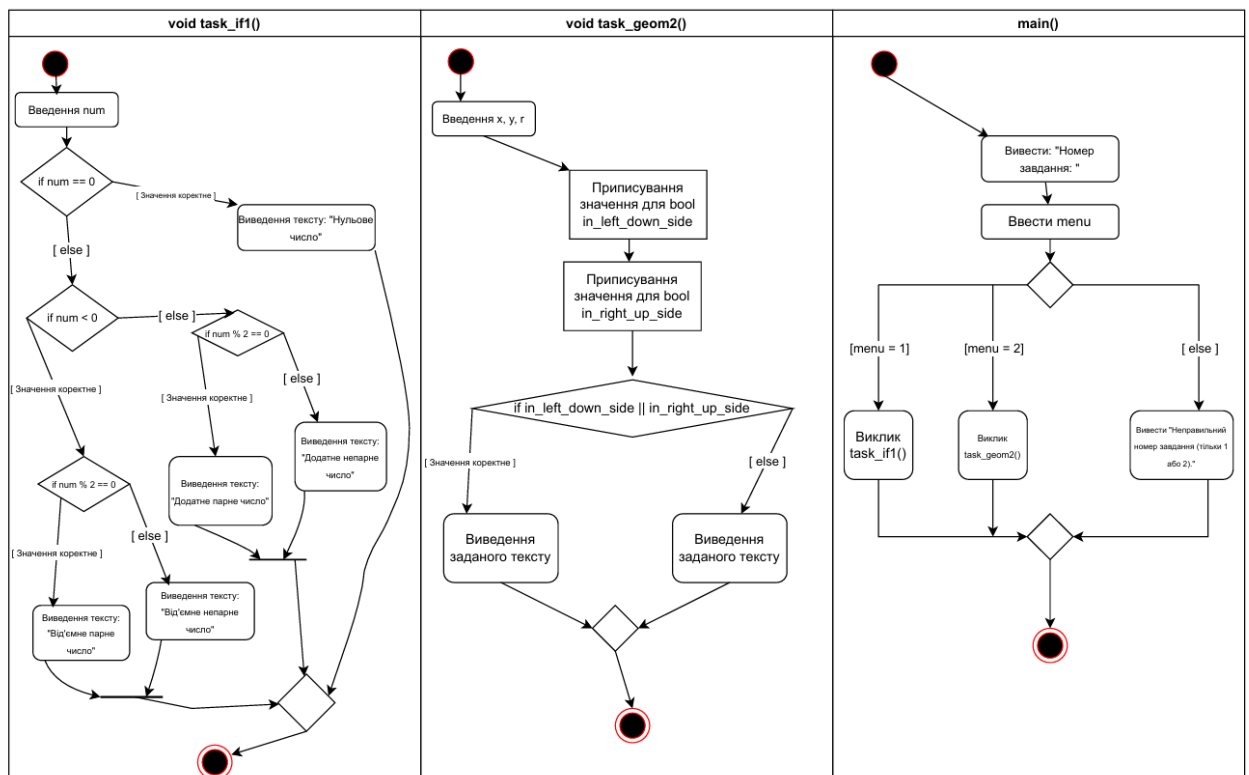 void task_if1()
Введення num
if num == 0
[ Значення коректне ]
Виведення тексту: "Нульове
число"
[ else ]
if num < 0
[ else ]
if num % 2 == 0
[ else ]
[ Значення коректне ]
[ Значення коректне ]
Виведення тексту:
"Додатне непарне
число"
Виведення тексту:
"Додатне парне число"
if num % 2 == 0
[ else ]
[ Значення коректне ]
Виведення тексту:
"Від'ємне непарне
число"
Виведення тексту:
"Від'ємне парне
число"
void task_geom2()
Введення x, y, r
Приписування
значення для bool
in_left_down_side
Приписування
значення для bool
in_right_up_side
if in_left_down_side || in_right_up_side
[ Значення коректне ]
[ else ]
Виведення
заданого тексту
Виведення
заданого тексту
main()
Вивести: "Номер
завдання: "
Ввести menu
[menu = 1]
[menu = 2]
[ else ]
Виклик
task_if1()
Виклик
task_geom2()
Вивести "Неправильний
номер завдання (тільки 1
або 2)."